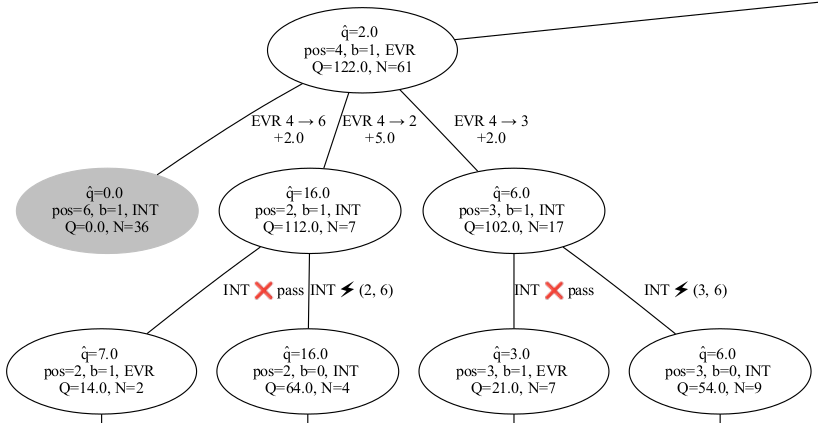 q̂=2.0
pos=4, b=1, EVR
Q=122.0, N=61
EVR 4 → 6
+2.0
EVR 4 → 2
+5.0
EVR 4 → 3
+2.0
q̂=0.0
pos=6, b=1, INT
Q=0.0, N=36
q̂=16.0
pos=2, b=1, INT
Q=112.0, N=7
q̂=6.0
pos=3, b=1, INT
Q=102.0, N=17
INT ❌ pass
INT ⚡ (2, 6)
INT ❌ pass
INT ⚡ (3, 6)
q̂=7.0
pos=2, b=1, EVR
Q=14.0, N=2
q̂=16.0
pos=2, b=0, INT
Q=64.0, N=4
q̂=3.0
pos=3, b=1, EVR
Q=21.0, N=7
q̂=6.0
pos=3, b=0, INT
Q=54.0, N=9